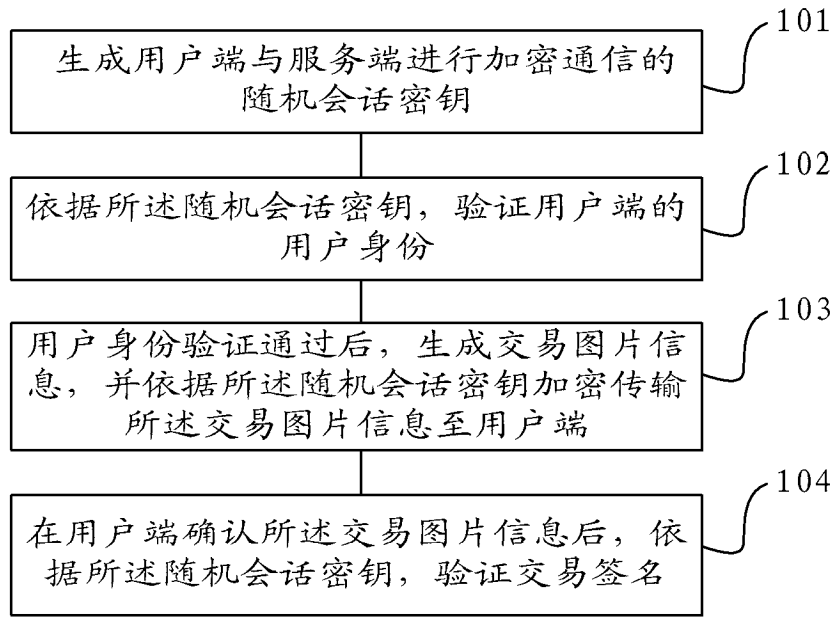 101
生成用户端与服务端进行加密通信的
随机会话密钥
102
依据所述随机会话密钥，验证用户端的
用户身份
103
用户身份验证通过后，生成交易图片信
息，并依据所述随机会话密钥加密传输
所述交易图片信息至用户端
104
在用户端确认所述交易图片信息后，依
据所述随机会话密钥，验证交易签名